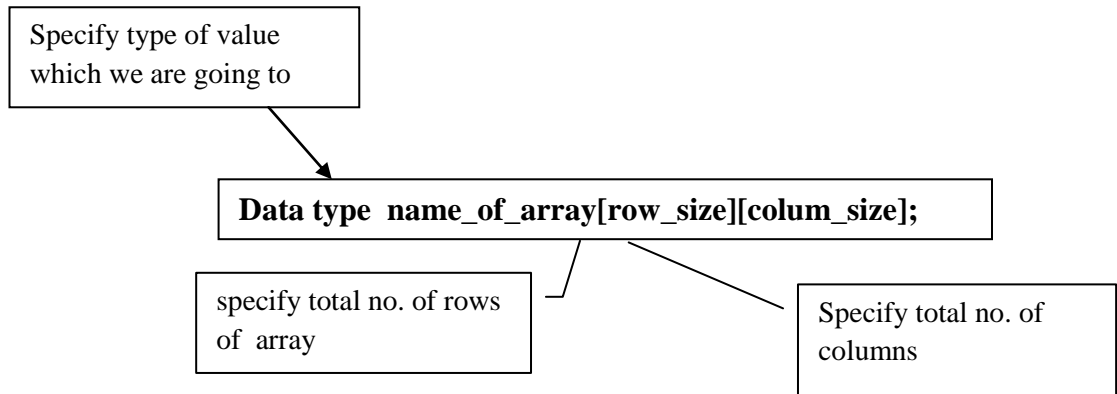 Specify type of value
which we are going to
Data type name_of_array[row_size][colum_size];
specify total no. of rows
of array
Specify total no. of
columns